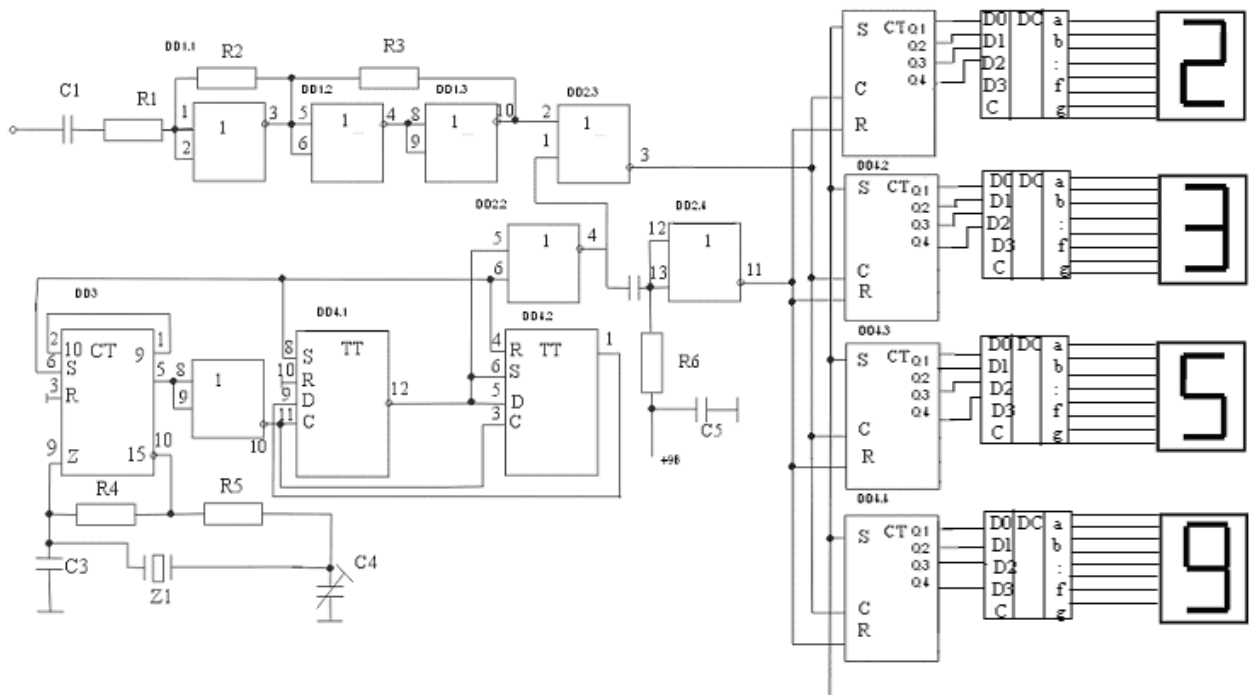 DD1.1
R2
R3
C1
R1
1
2
1
3
DD1.2
5
6
1
4
DD1.3
8
9
1
10
DD2.3
2
1
1
3
DD2.2
5
6
1
4
DD2.4
12
13
1
11
R6
C5
+9В
DD3
2
10
CT
9
1
6
S
5
3
R
9
Z
15
10
8
9
1
10
R4
R5
C3
Z1
C4
DD4.1
8
S
TT
10
R
9
D
11
C
12
DD4.2
4
R
TT
1
6
S
5
D
3
C
S
CT
Q1
Q2
Q3
Q4
C
R
D0
DC
a
D1
b
D2
:
D3
f
C
g
2
DD4.2
S
CT
Q1
Q2
Q3
Q4
C
R
D0
DC
a
D1
b
D2
:
D3
f
C
g
3
DD4.3
S
CT
Q1
Q2
Q3
Q4
C
R
D0
DC
a
D1
b
D2
:
D3
f
C
g
5
DD4.4
S
CT
Q1
Q2
Q3
Q4
C
R
D0
DC
a
D1
b
D2
:
D3
f
C
g
9